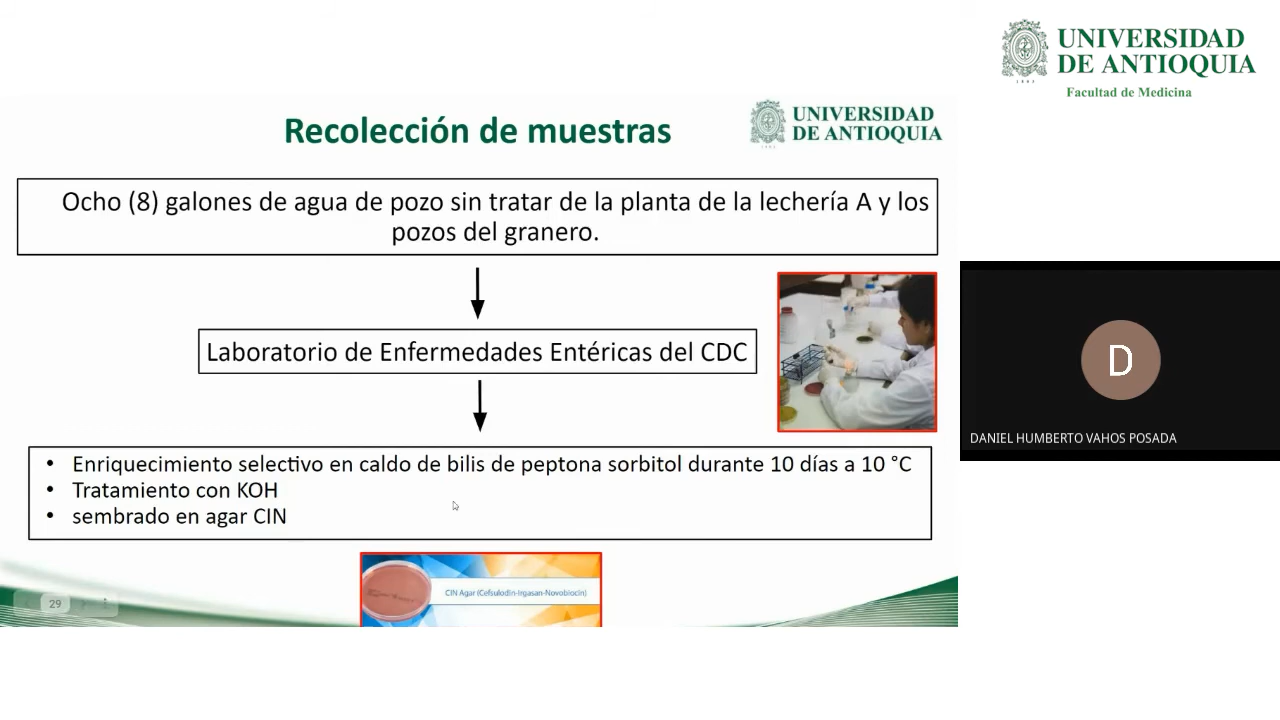 UNIVERSIDAD
DE ANTIOQUIA
1803
Facultad de Medicina
Recolección de muestras
UNIVERSIDAD
DE ANTIOQUIA
Ocho (8) galones de agua de pozo sin tratar de la planta de la lechería A y los
pozos del granero.
Laboratorio de Enfermedades Entéricas del CDC
• Enriquecimiento selectivo en caldo de bilis de peptona sorbitol durante 10 días a 10 °C
• Tratamiento con KOH
• sembrado en agar CIN
CIN Agar (Cefsulodin-Irgasan-Novobiocin)
29
D
DANIEL HUMBERTO VAHOS POSADA